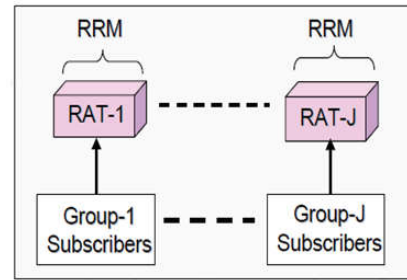 RRM RRM
RAT-1 RAT-J
Group-1 Group-J
Subscribers Subscribers